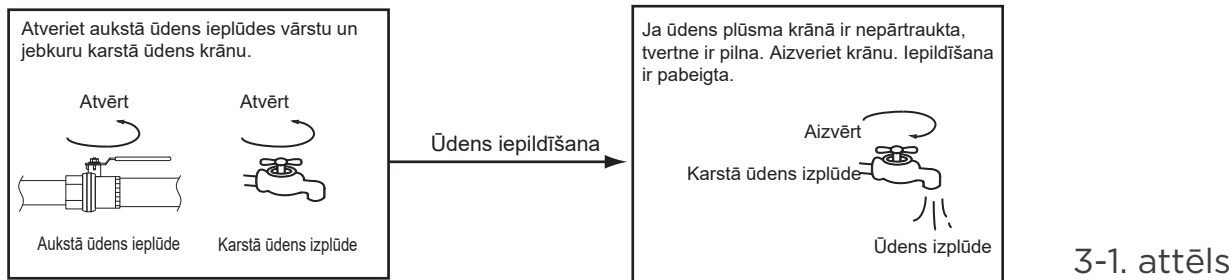 Atveriet aukstā ūdens ieplūdes vārstu un
jebkuru karstā ūdens krānu.
Atvērt
Atvērt
Aukstā ūdens ieplūde
Karstā ūdens izplūde
Ūdens iepildīšana
Ja ūdens plūsma krānā ir nepārtraukta,
tvertne ir pilna. Aizveriet krānu. Iepildīšana
ir pabeigta.
Aizvērt
Karstā ūdens izplūde
Ūdens izplūde
3-1. attēls